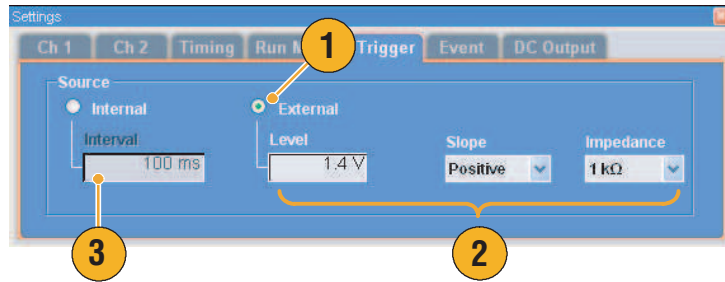 Settings
Ch 1 Ch 2 Timing Run Trigger Event DC Output
1
Source
Internal External
Interval Level Slope Impedance
100 ms 1.4 V Positive 1 kΩ
3 2